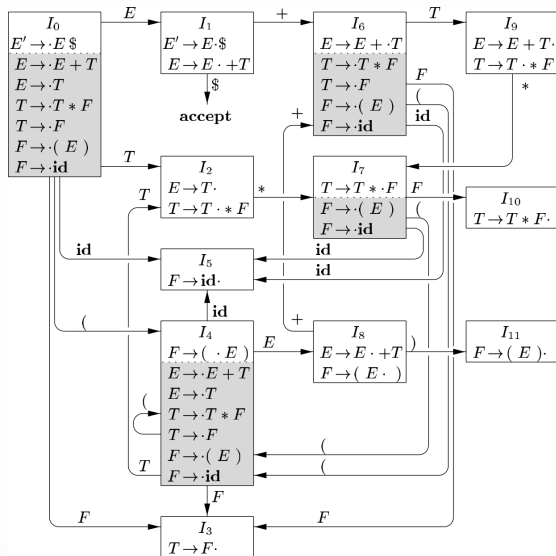 I₀
E′ → ·E $
E → ·E + T
E → ·T
T → ·T * F
T → ·F
F → ·( E )
F → ·id
E
I₁
E′ → E·$
E → E· + T
$
accept
+
I₆
E → E + ·T
T → ·T * F
T → ·F
F → ·( E )
F → ·id
T
I₉
E → E + T·
T → T· * F
*
F
(
id
+
T
T
I₂
E → T·
T → T· * F
*
I₇
T → T * ·F
F → ·( E )
F → ·id
F
(
I₁₀
T → T * F·
id
I₅
F → id·
id
id
id
(
I₄
F → ( · E )
E → ·E + T
E → ·T
T → ·T * F
T → ·F
F → ·( E )
F → ·id
(
T
E
+
I₈
E → E· + T
F → ( E · )
)
I₁₁
F → ( E )·
(
(
F
F
I₃
T → F·
F